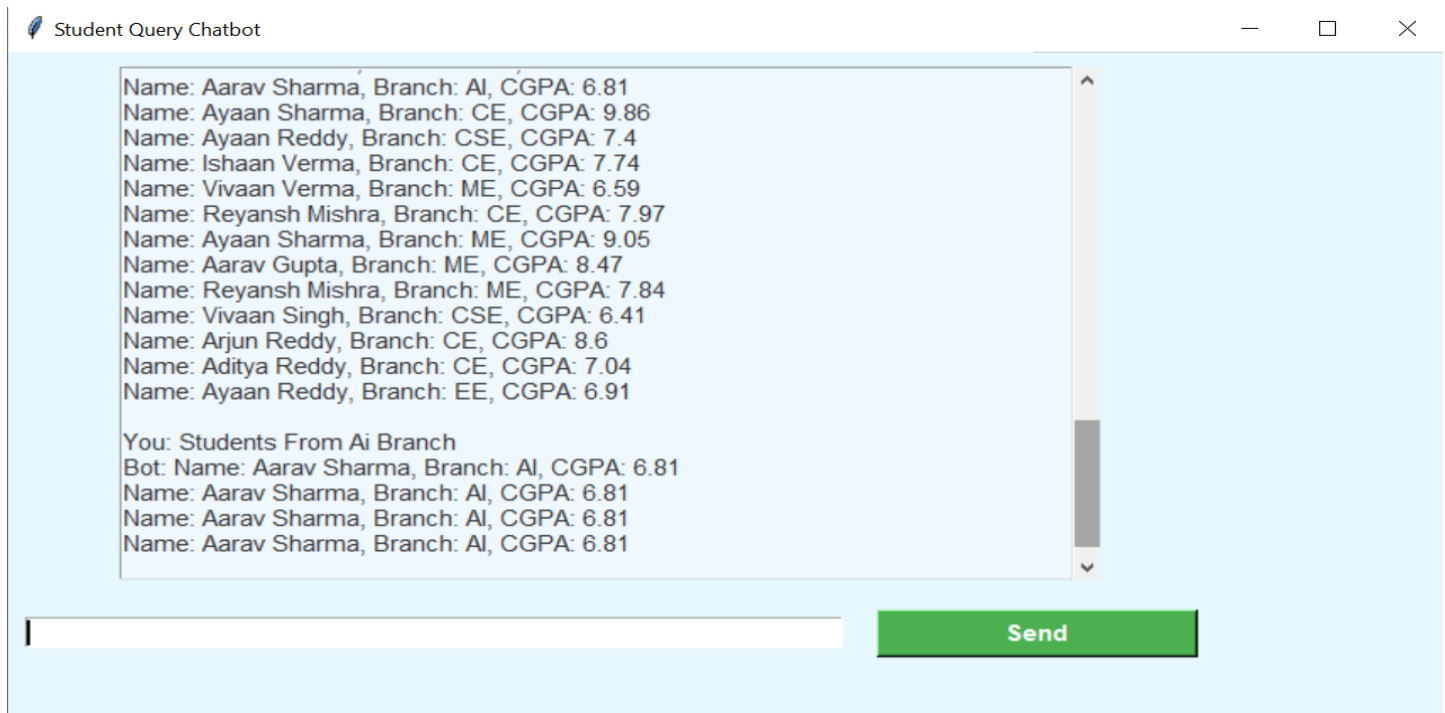 Student Query Chatbot
Name: Aarav Sharma, Branch: AI, CGPA: 6.81
Name: Ayaan Sharma, Branch: CE, CGPA: 9.86
Name: Ayaan Reddy, Branch: CSE, CGPA: 7.4
Name: Ishaan Verma, Branch: CE, CGPA: 7.74
Name: Vivaan Verma, Branch: ME, CGPA: 6.59
Name: Reyansh Mishra, Branch: CE, CGPA: 7.97
Name: Ayaan Sharma, Branch: ME, CGPA: 9.05
Name: Aarav Gupta, Branch: ME, CGPA: 8.47
Name: Reyansh Mishra, Branch: ME, CGPA: 7.84
Name: Vivaan Singh, Branch: CSE, CGPA: 6.41
Name: Arjun Reddy, Branch: CE, CGPA: 8.6
Name: Aditya Reddy, Branch: CE, CGPA: 7.04
Name: Ayaan Reddy, Branch: EE, CGPA: 6.91
You: Students From Ai Branch
Bot: Name: Aarav Sharma, Branch: AI, CGPA: 6.81
Name: Aarav Sharma, Branch: AI, CGPA: 6.81
Name: Aarav Sharma, Branch: AI, CGPA: 6.81
Name: Aarav Sharma, Branch: AI, CGPA: 6.81
Send